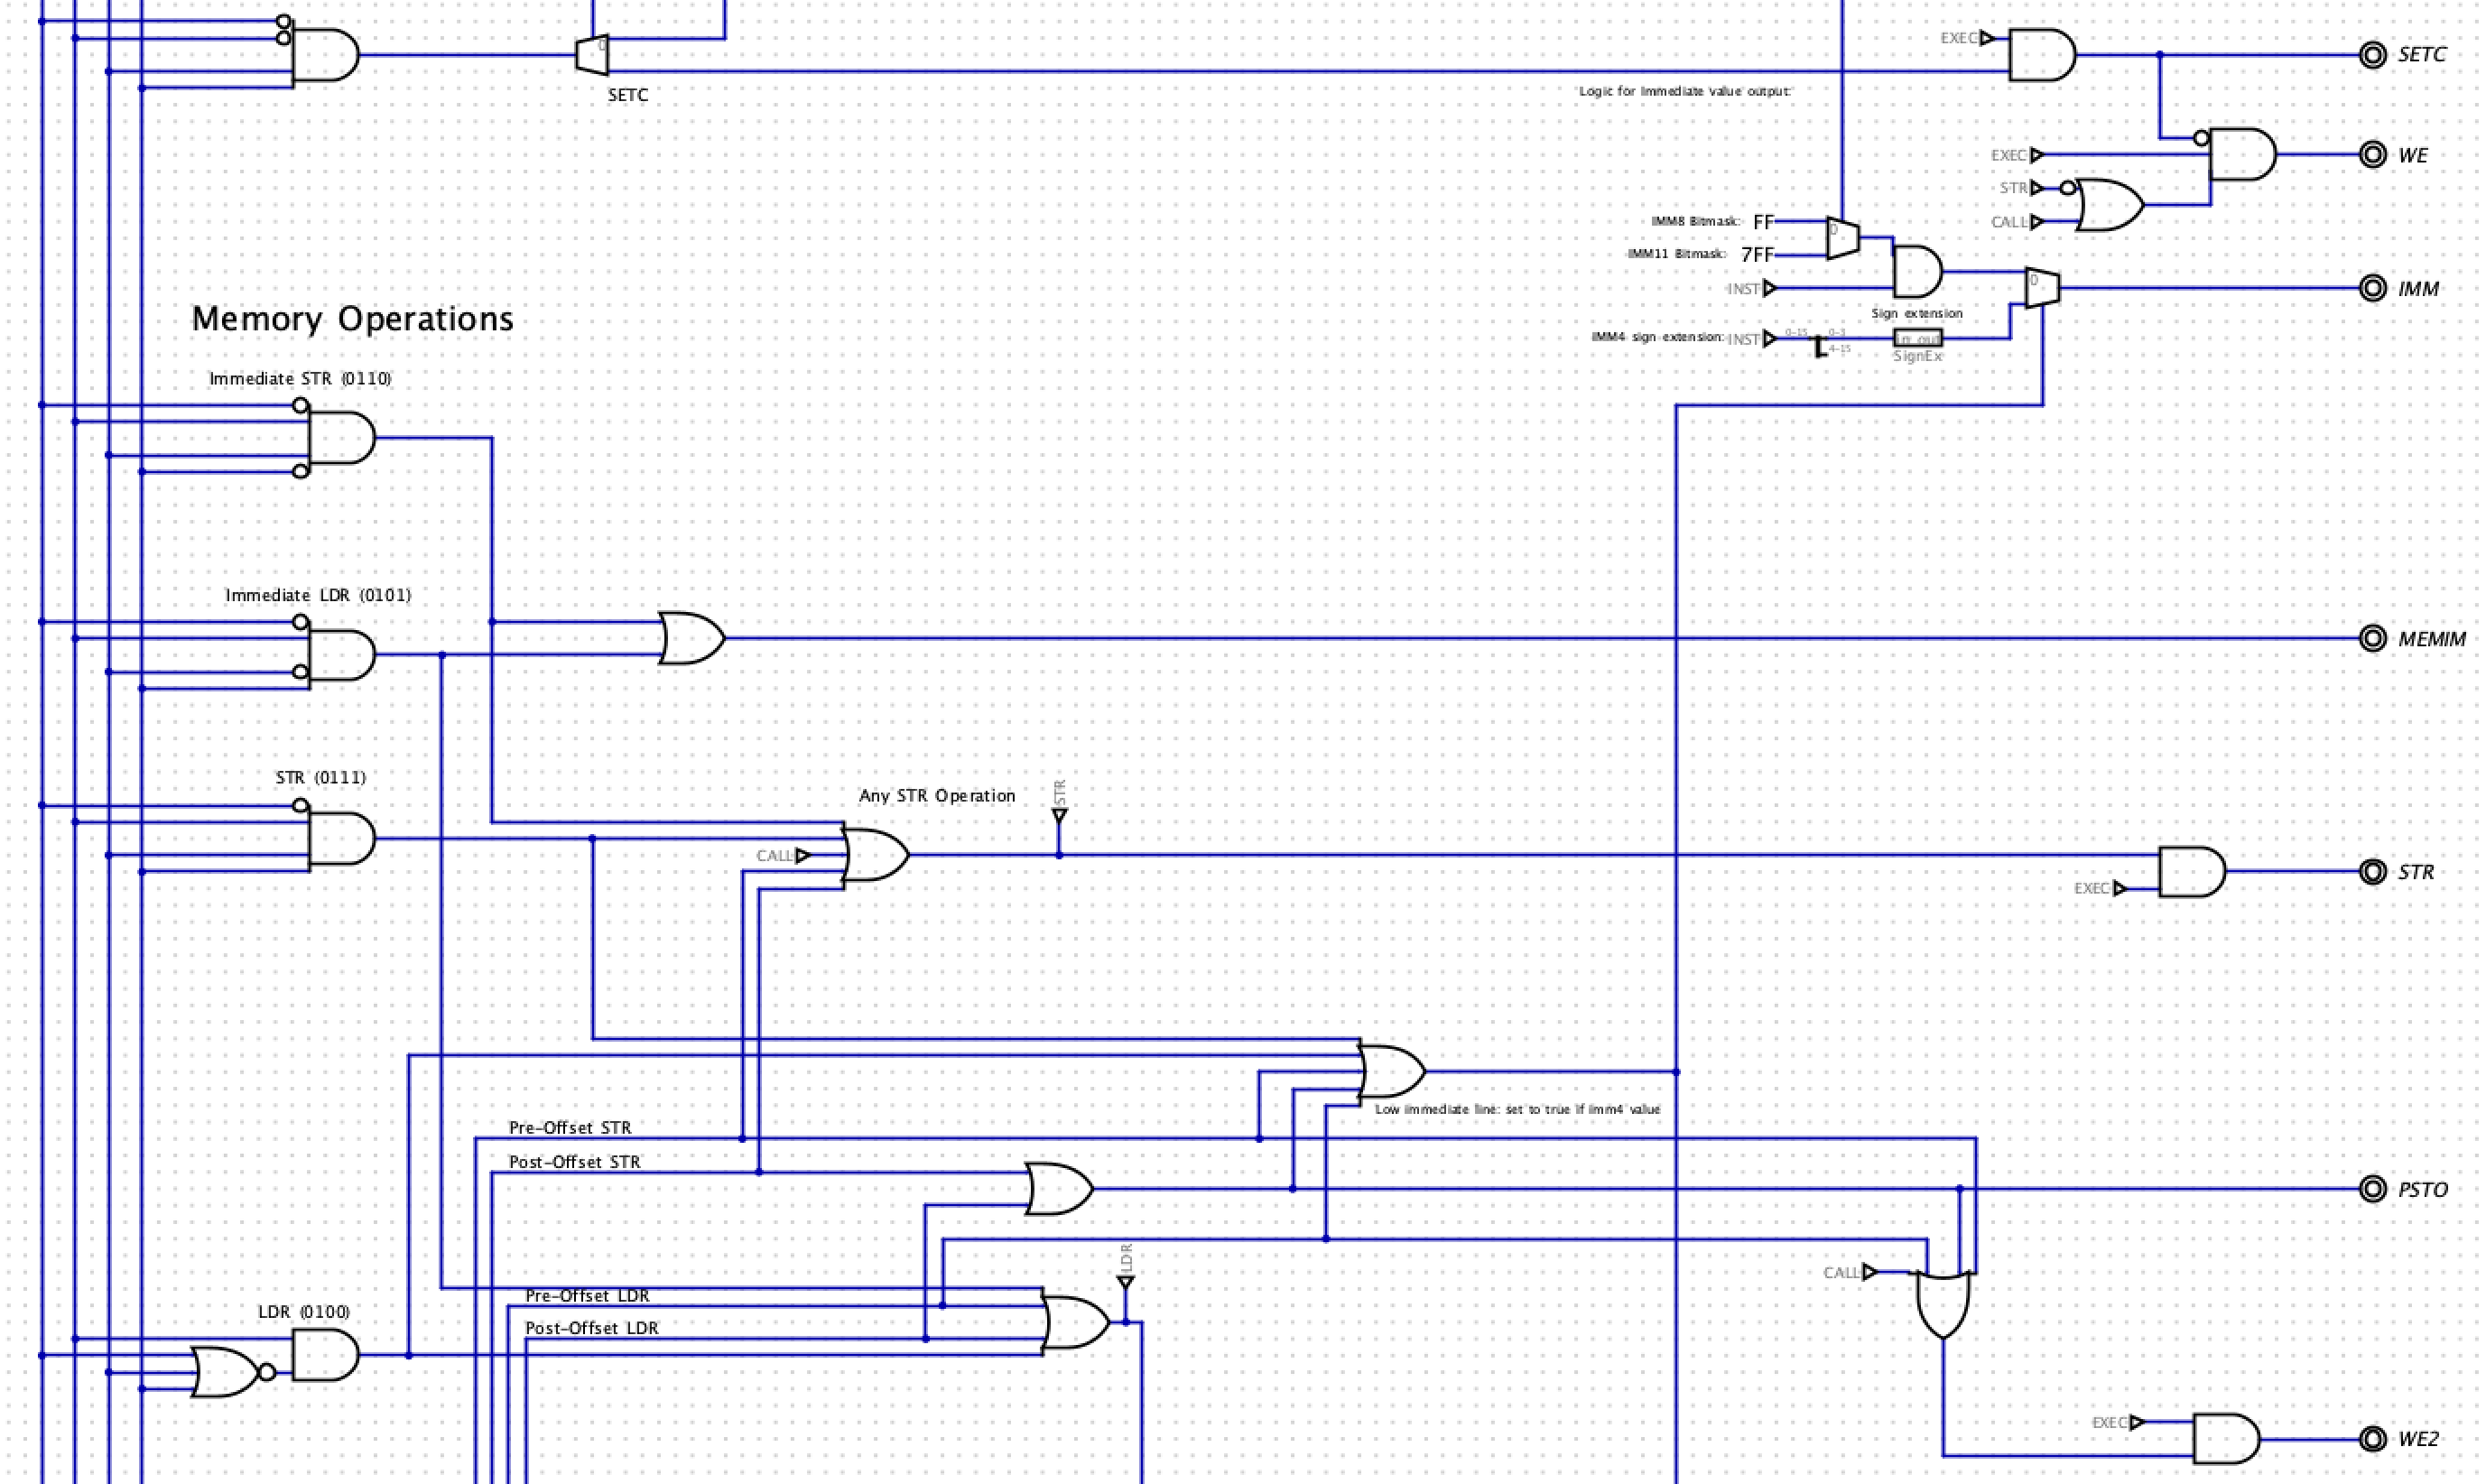 0
SETC
EXEC
SETC
Logic for Immediate value output:
EXEC
WE
STR
CALL
IMM8 Bitmask: FF
0
IMM11 Bitmask: 7FF
INST
0
IMM
Sign extension
IMM4 sign extension: INST
0-15
0-3
4-15
in out
SignEx
Memory Operations
Immediate STR (0110)
Immediate LDR (0101)
MEMIM
STR (0111)
Any STR Operation
STR
CALL
EXEC
STR
Low immediate line: set to true if imm4 value
Pre-Offset STR
Post-Offset STR
PSTO
LDR
CALL
Pre-Offset LDR
LDR (0100)
Post-Offset LDR
EXEC
WE2